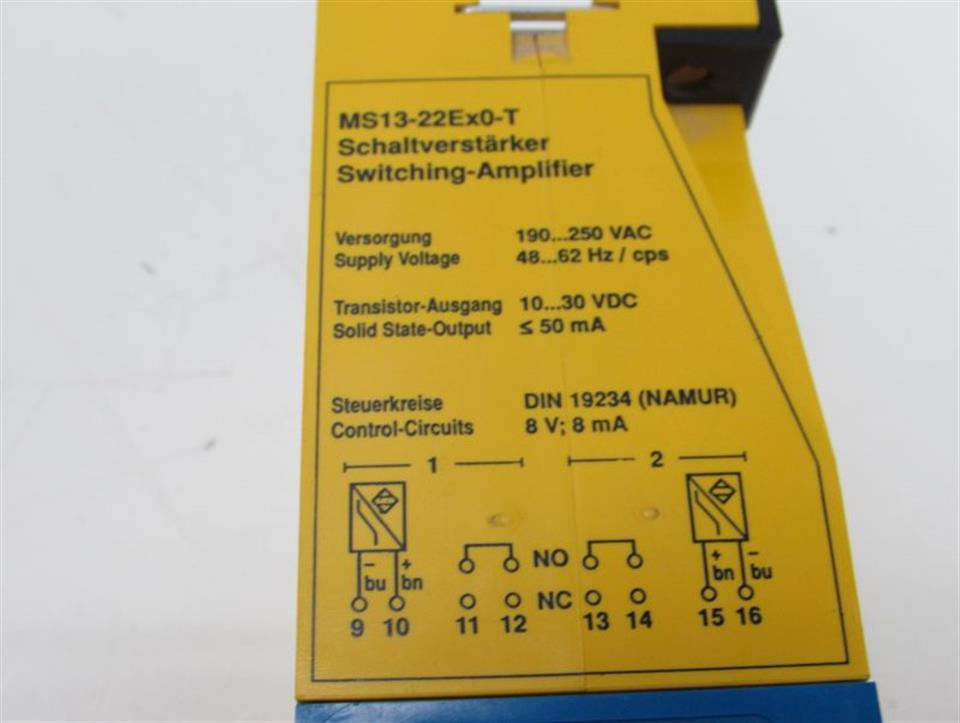 MS13-22Ex0-T
Schaltverstärker
Switching-Amplifier
Versorgung 190...250 VAC
Supply Voltage 48...62 Hz / cps
Transistor-Ausgang 10...30 VDC
Solid State-Output ≤ 50 mA
Steuerkreise DIN 19234 (NAMUR)
Control-Circuits 8 V; 8 mA
1 2
NO
- + + -
bu bn bn bu
NC
9 10 11 12 13 14 15 16